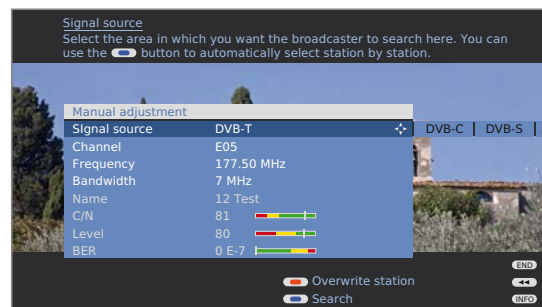 Signal source
Select the area in which you want the broadcaster to search here. You can
use the button to automatically select station by station.
Manual adjustment
SIgnal source DVB-T DVB-C DVB-S
Channel E05
Frequency 177.50 MHz
Bandwidth 7 MHz
Name 12 Test
C/N 81
Level 80
BER 0 E-7
END
Overwrite station
Search INFO